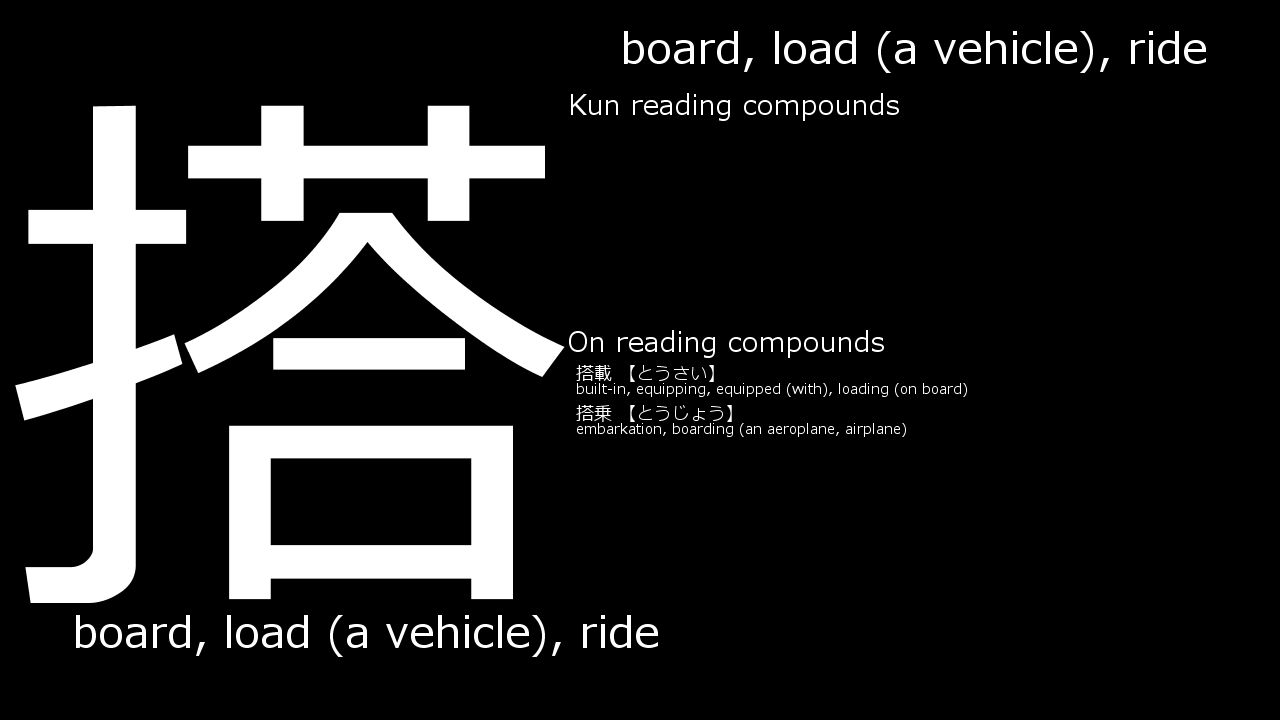 board, load (a vehicle), ride
搭
Kun reading compounds
On reading compounds
搭載 【とうさい】
built-in, equipping, equipped (with), loading (on board)
搭乗 【とうじょう】
embarkation, boarding (an aeroplane, airplane)
board, load (a vehicle), ride